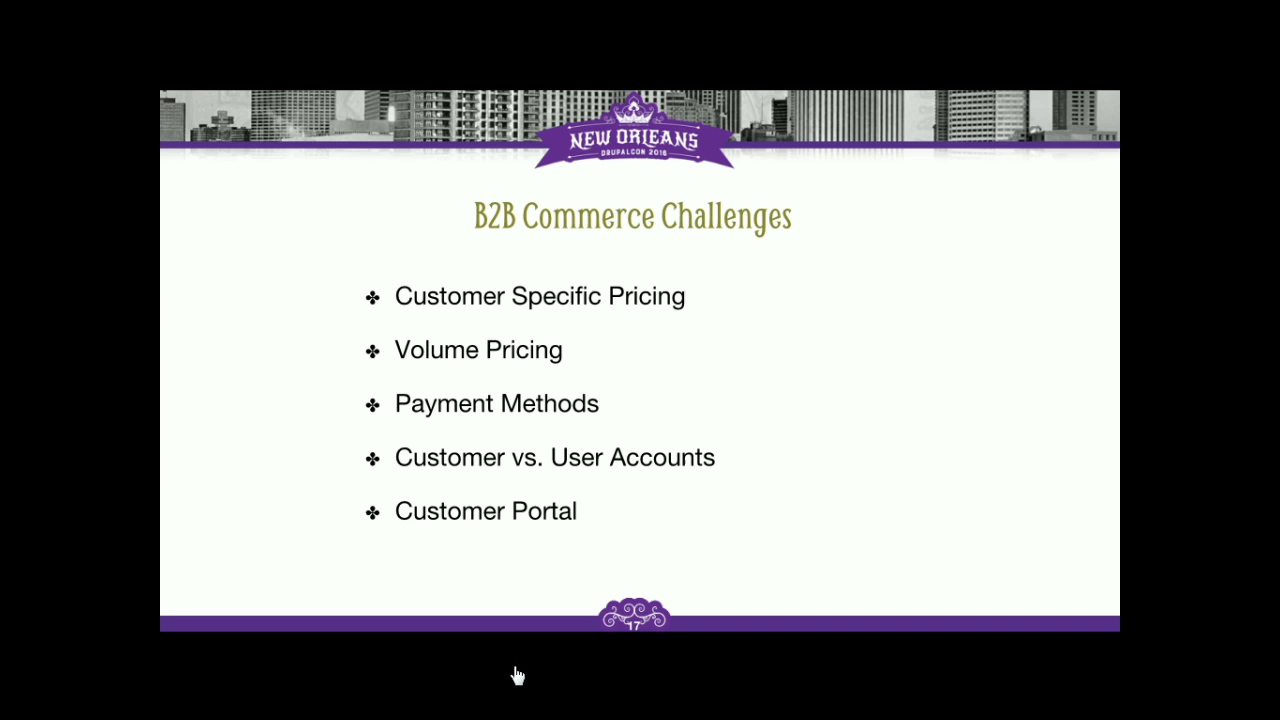 NEW ORLEANS
DRUPALCON 2016
B2B Commerce Challenges
✤ Customer Specific Pricing
✤ Volume Pricing
✤ Payment Methods
✤ Customer vs. User Accounts
✤ Customer Portal
17